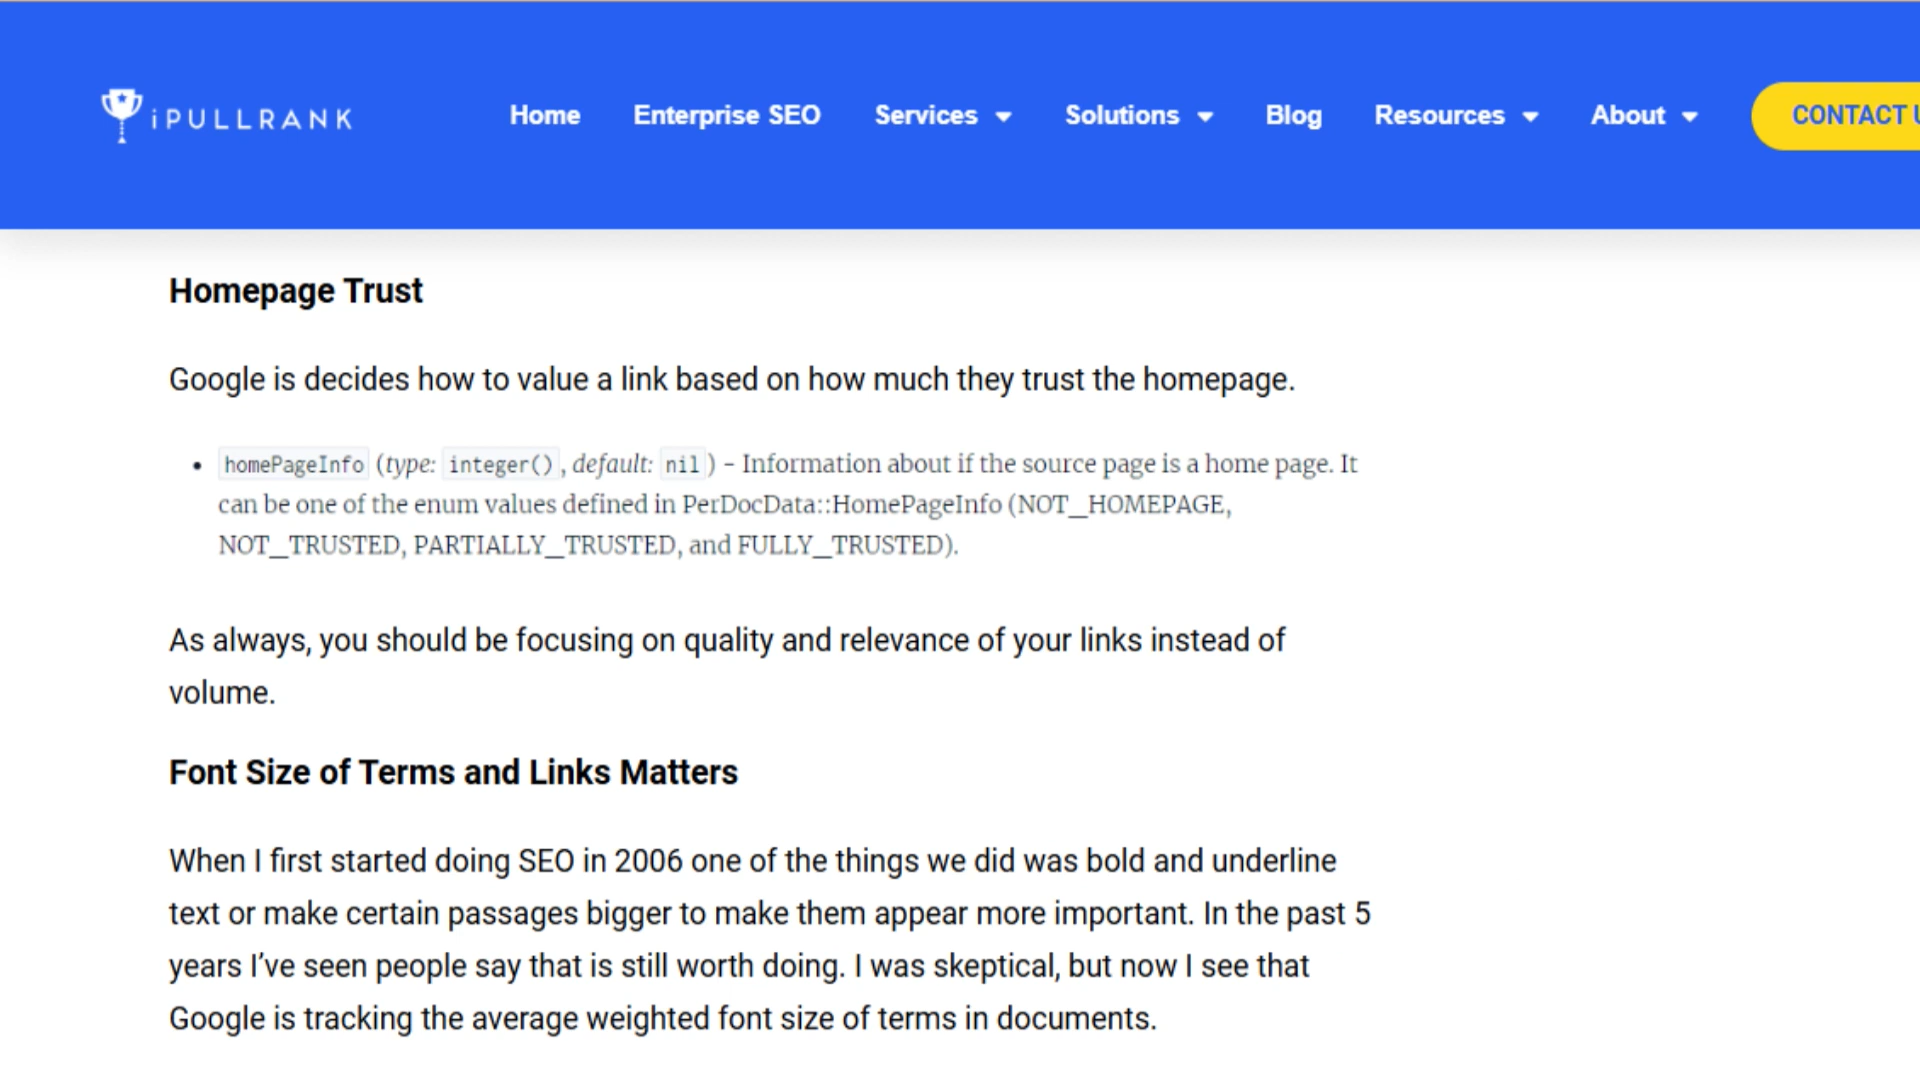 iPULLRANK Home Enterprise SEO Services Solutions Blog Resources About CONTACT
Homepage Trust
Google is decides how to value a link based on how much they trust the homepage.
• homePageInfo (type: integer(), default: nil) – Information about if the source page is a home page. It
can be one of the enum values defined in PerDocData::HomePageInfo (NOT_HOMEPAGE,
NOT_TRUSTED, PARTIALLY_TRUSTED, and FULLY_TRUSTED).
As always, you should be focusing on quality and relevance of your links instead of
volume.
Font Size of Terms and Links Matters
When I first started doing SEO in 2006 one of the things we did was bold and underline
text or make certain passages bigger to make them appear more important. In the past 5
years I’ve seen people say that is still worth doing. I was skeptical, but now I see that
Google is tracking the average weighted font size of terms in documents.